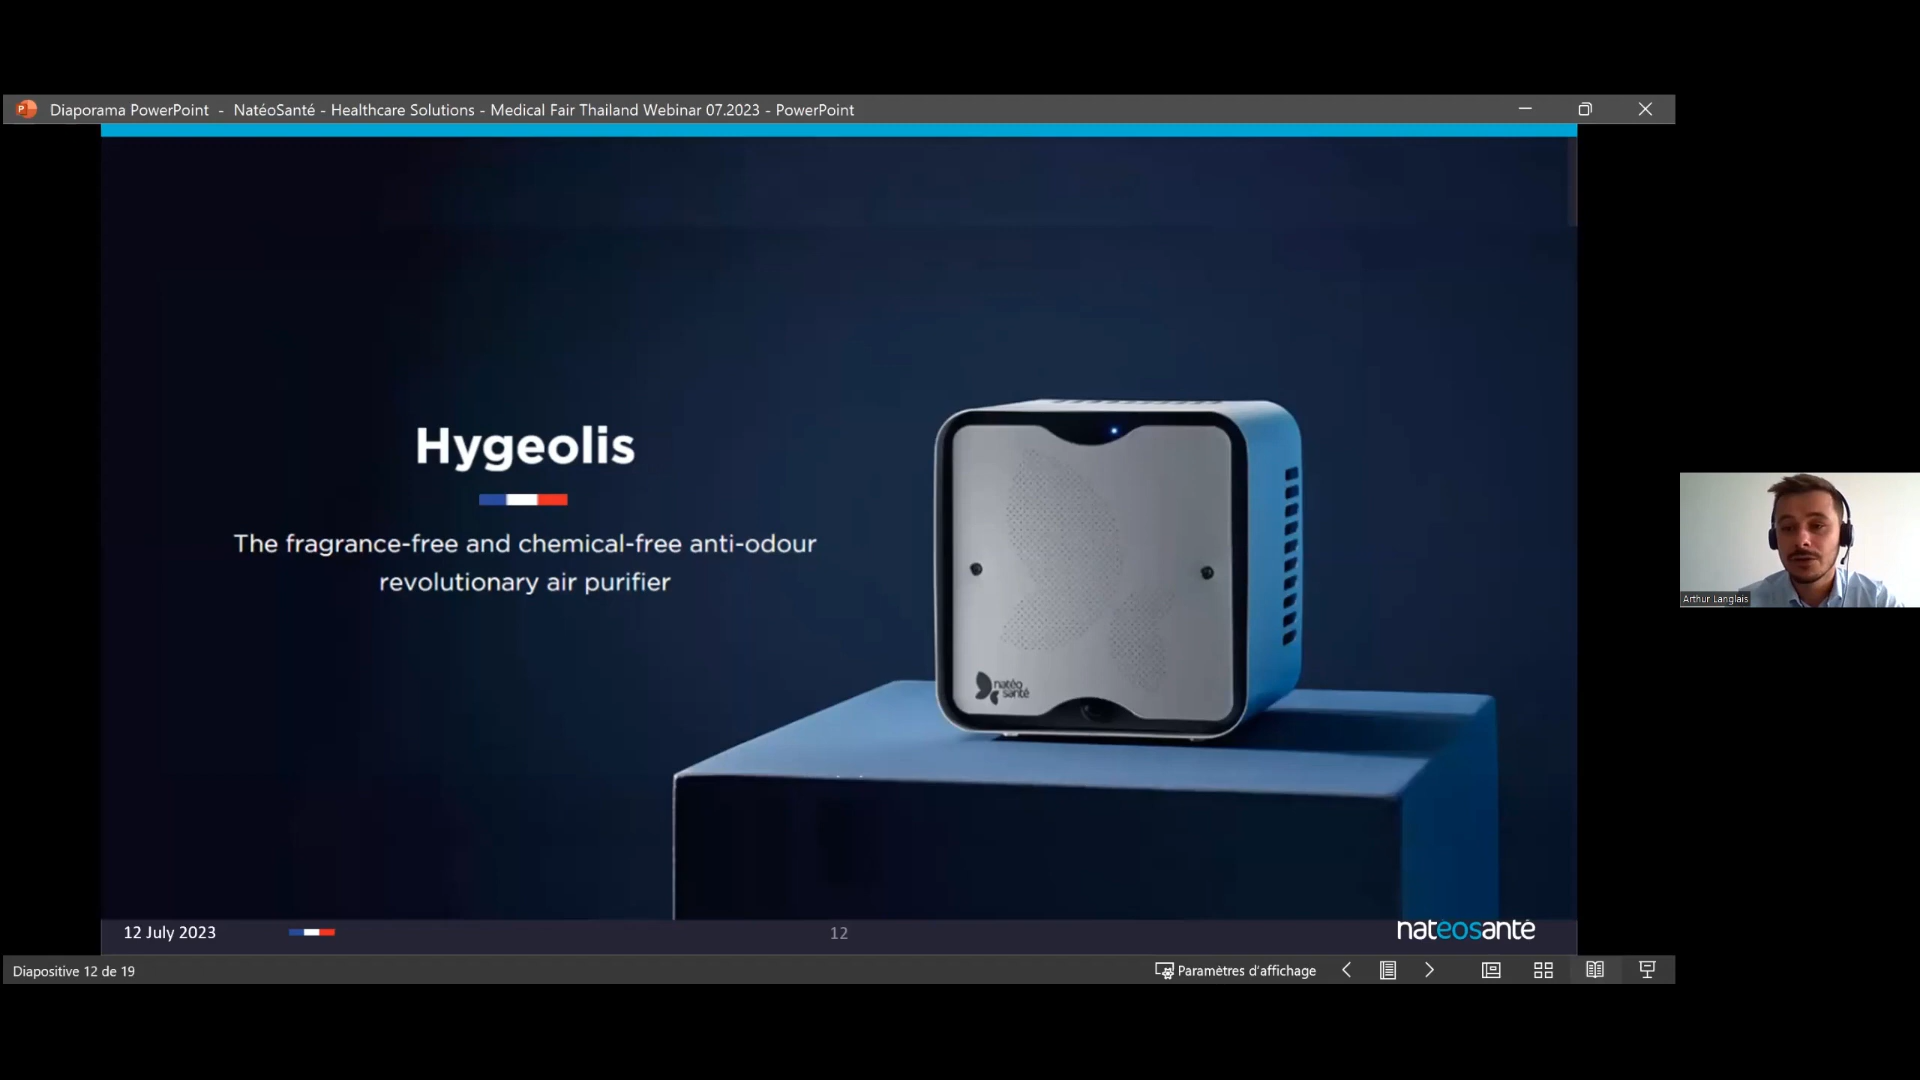 Diaporama PowerPoint - NatéoSanté - Healthcare Solutions - Medical Fair Thailand Webinar 07.2023 - PowerPoint
Hygeolis
The fragrance-free and chemical-free anti-odour
revolutionary air purifier
natéo
santé
Arthur Langlais
12 July 2023
12
natéosanté
Diapositive 12 de 19
Paramètres d'affichage